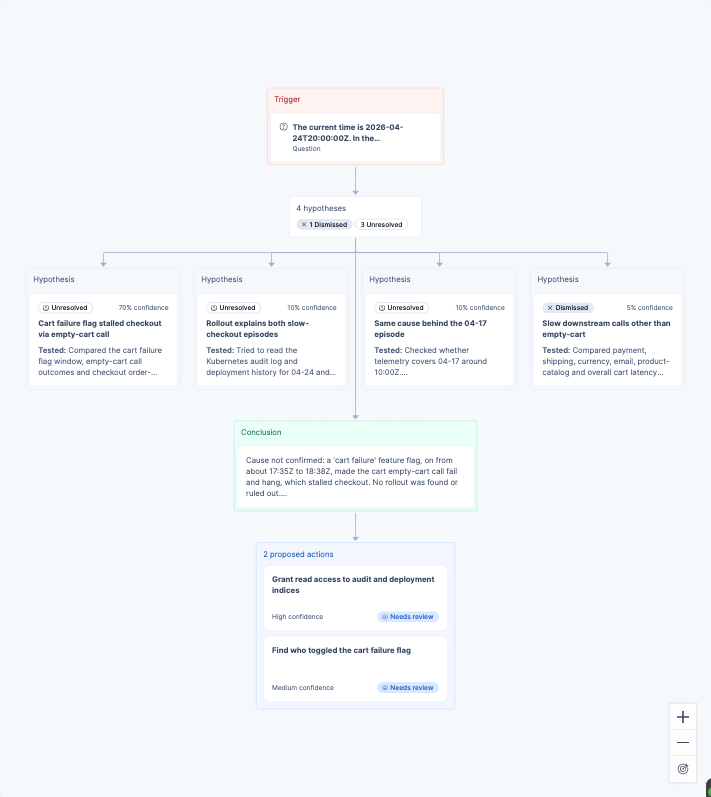 Trigger
The current time is 2026-04-
24T20:00:00Z. In the...
Question
4 hypotheses
1 Dismissed
3 Unresolved
Hypothesis
Unresolved
70% confidence
Cart failure flag stalled checkout
via empty-cart call
Tested: Compared the cart failure
flag window, empty-cart call
outcomes and checkout order-...
Hypothesis
Unresolved
10% confidence
Rollout explains both slow-
checkout episodes
Tested: Tried to read the
Kubernetes audit log and
deployment history for 04-24 and...
Hypothesis
Unresolved
10% confidence
Same cause behind the 04-17
episode
Tested: Checked whether
telemetry covers 04-17 around
10:00Z....
Hypothesis
Dismissed
5% confidence
Slow downstream calls other than
empty-cart
Tested: Compared payment,
shipping, currency, email, product-
catalog and overall cart latency...
Conclusion
Cause not confirmed: a 'cart failure' feature flag, on from
about 17:35Z to 18:38Z, made the cart empty-cart call fail
and hang, which stalled checkout. No rollout was found or
ruled out....
2 proposed actions
Grant read access to audit and deployment
indices
High confidence
Needs review
Find who toggled the cart failure flag
Medium confidence
Needs review